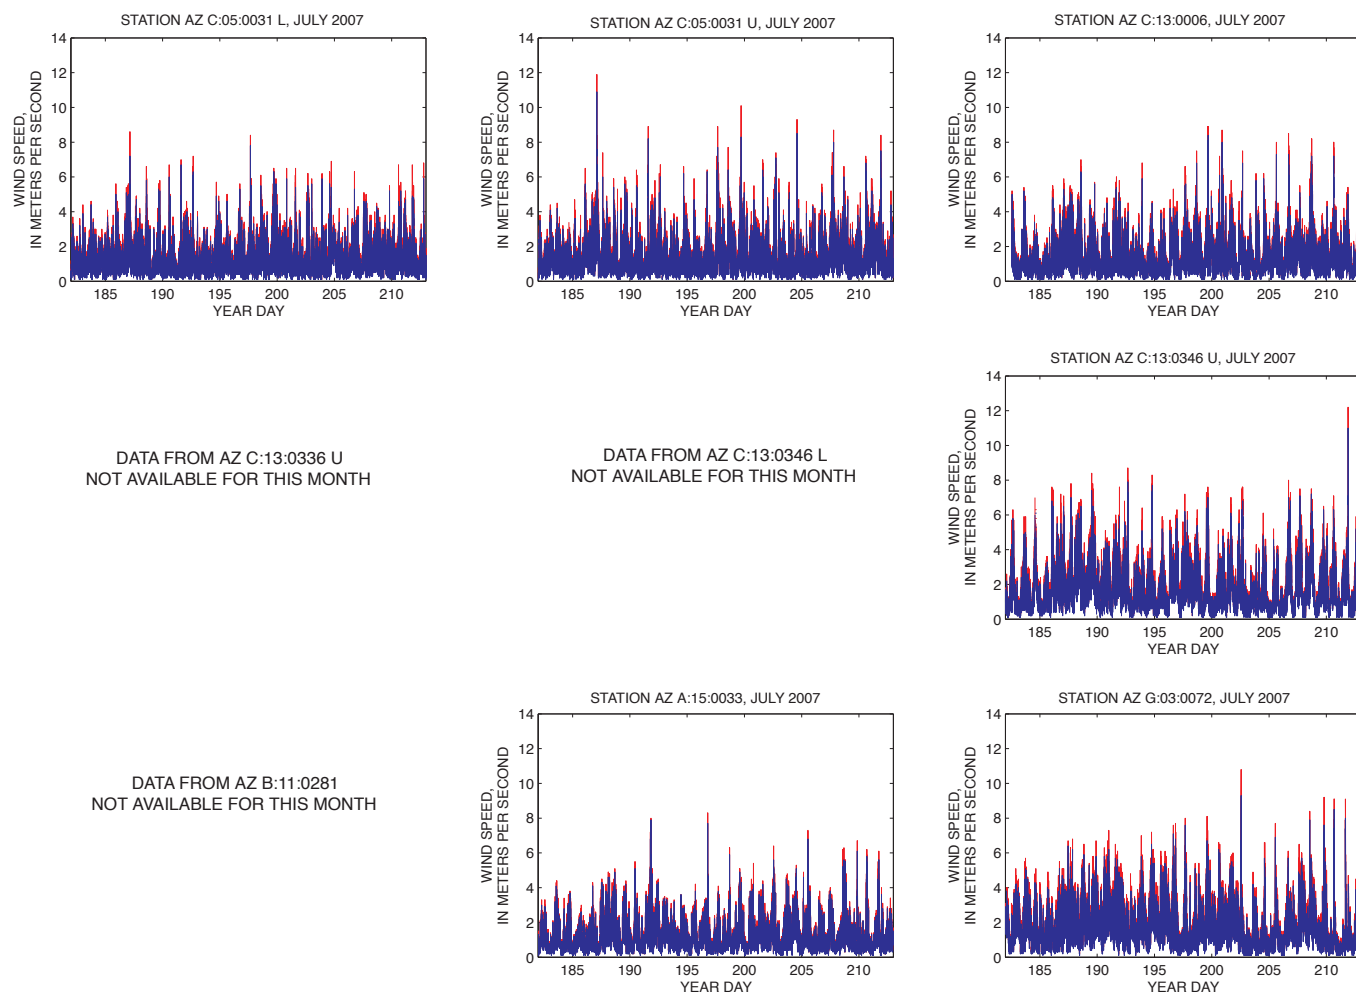 STATION AZ C:05:0031 L, JULY 2007
WIND SPEED,
IN METERS PER SECOND
14
12
10
8
6
4
2
0
185 190 195 200 205 210
YEAR DAY
STATION AZ C:05:0031 U, JULY 2007
WIND SPEED,
IN METERS PER SECOND
14
12
10
8
6
4
2
0
185 190 195 200 205 210
YEAR DAY
STATION AZ C:13:0006, JULY 2007
WIND SPEED,
IN METERS PER SECOND
14
12
10
8
6
4
2
0
185 190 195 200 205 210
YEAR DAY
DATA FROM AZ C:13:0336 U
NOT AVAILABLE FOR THIS MONTH
DATA FROM AZ C:13:0346 L
NOT AVAILABLE FOR THIS MONTH
STATION AZ C:13:0346 U, JULY 2007
WIND SPEED,
IN METERS PER SECOND
14
12
10
8
6
4
2
0
185 190 195 200 205 210
YEAR DAY
DATA FROM AZ B:11:0281
NOT AVAILABLE FOR THIS MONTH
STATION AZ A:15:0033, JULY 2007
WIND SPEED,
IN METERS PER SECOND
14
12
10
8
6
4
2
0
185 190 195 200 205 210
YEAR DAY
STATION AZ G:03:0072, JULY 2007
WIND SPEED,
IN METERS PER SECOND
14
12
10
8
6
4
2
0
185 190 195 200 205 210
YEAR DAY